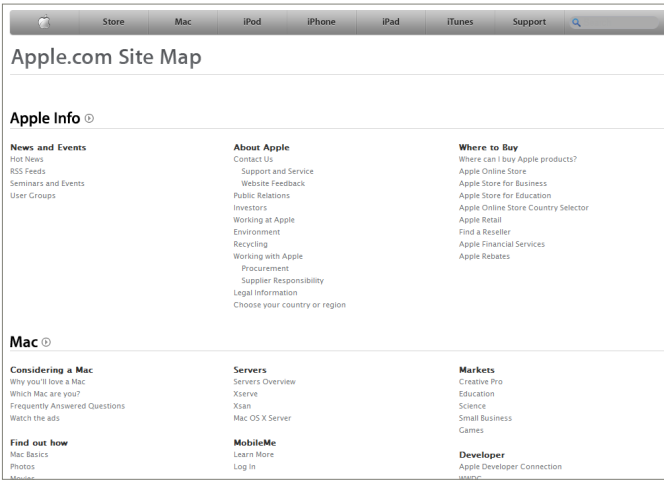 Store Mac iPod iPhone iPad iTunes Support
Apple.com Site Map
Apple Info
News and Events
Hot News
RSS Feeds
Seminars and Events
User Groups
About Apple
Contact Us
Support and Service
Website Feedback
Public Relations
Investors
Working at Apple
Environment
Recycling
Working with Apple
Procurement
Supplier Responsibility
Legal Information
Choose your country or region
Where to Buy
Where can I buy Apple products?
Apple Online Store
Apple Store for Business
Apple Store for Education
Apple Online Store Country Selector
Apple Retail
Find a Reseller
Apple Financial Services
Apple Rebates
Mac
Considering a Mac
Why you'll love a Mac
Which Mac are you?
Frequently Answered Questions
Watch the ads
Find out how
Mac Basics
Photos
Movies
Servers
Servers Overview
Xserve
Xsan
Mac OS X Server
MobileMe
Learn More
Log In
Markets
Creative Pro
Education
Science
Small Business
Games
Developer
Apple Developer Connection
WWDC